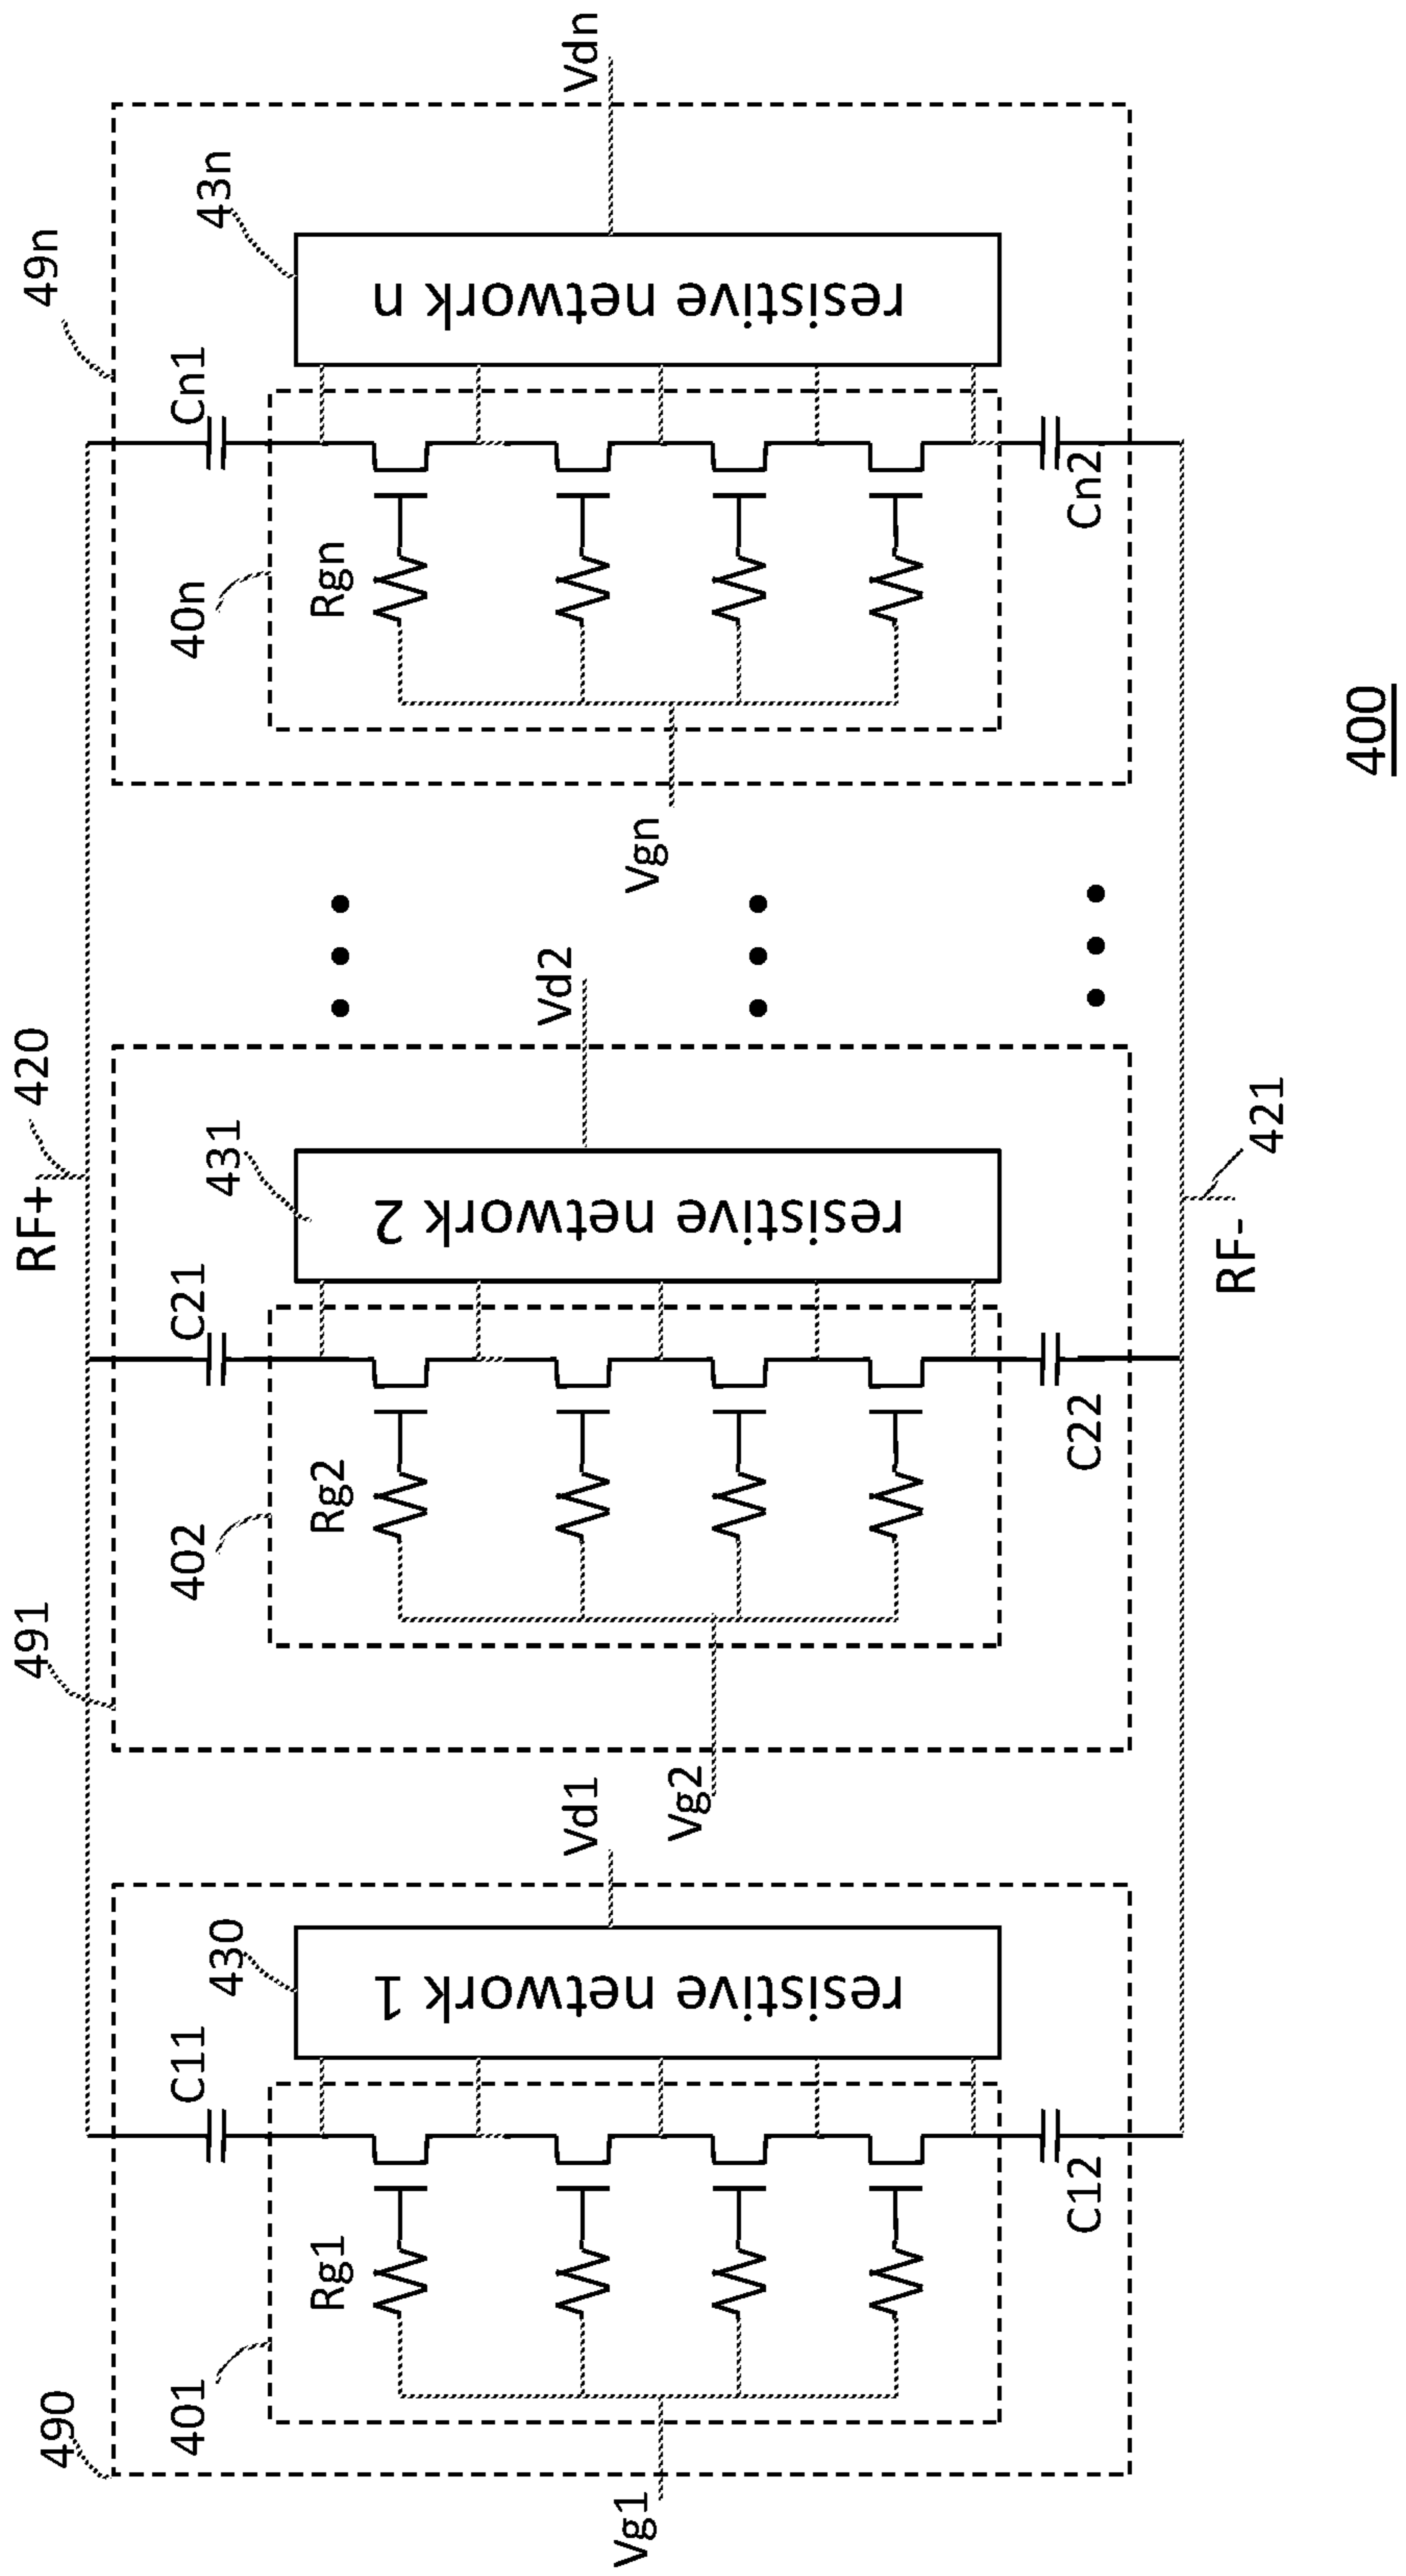 490
401
Vg1
Rg1
C11
C12
430
resistive network 1
Vd1
491
402
Vg2
Rg2
C21
C22
431
resistive network 2
Vd2
RF+
420
RF-
421
49n
40n
Vgn
Rgn
Cn1
Cn2
43n
resistive network n
Vdn
400